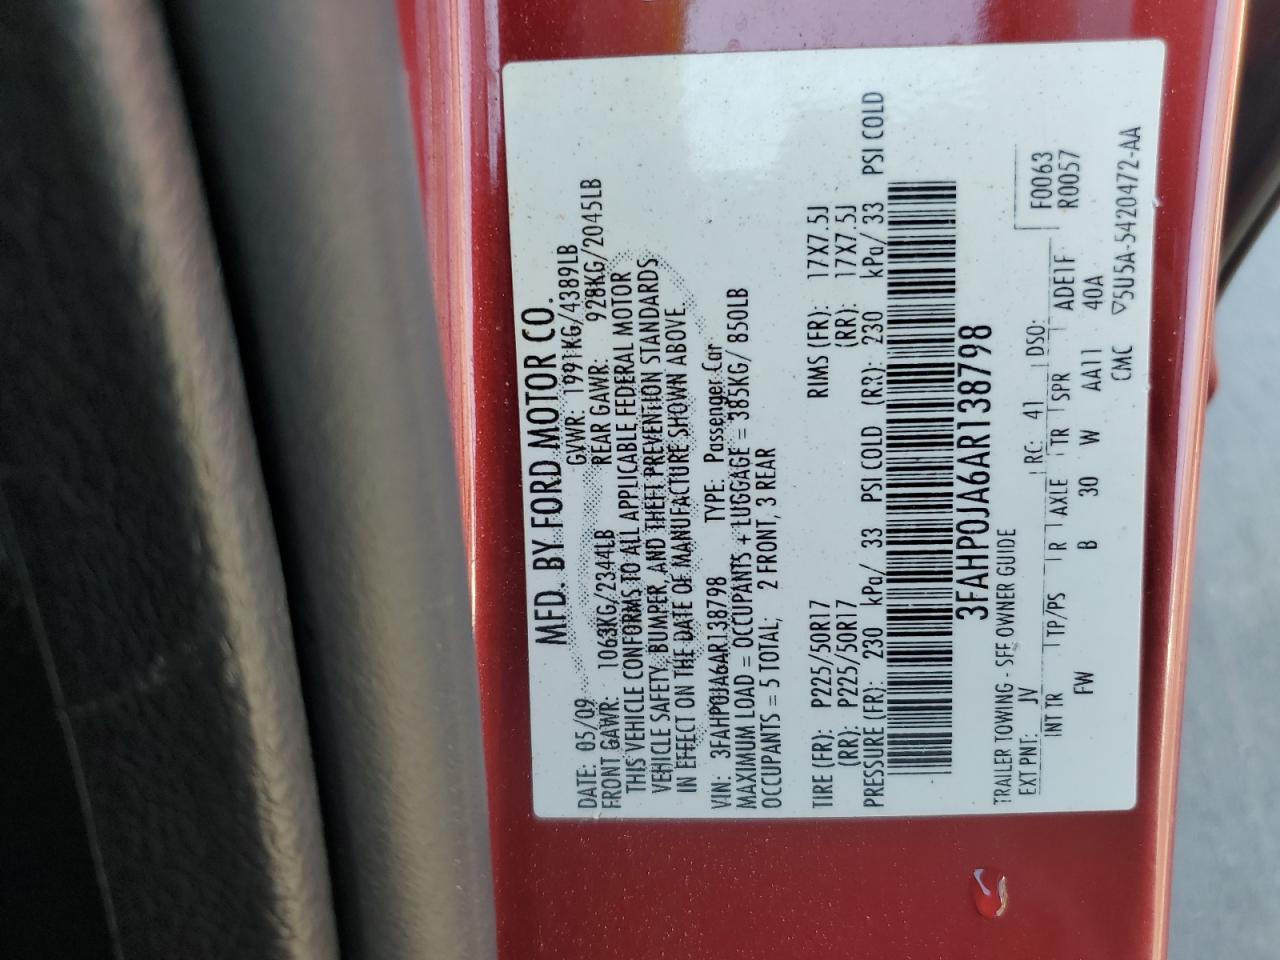 MFD. BY FORD MOTOR CO.
DATE: 05/09 GVWR: 1991KG/4389LB
FRONT GAWR: 1063KG/2344LB REAR GAWR: 928KG/2045LB
THIS VEHICLE CONFORMS TO ALL APPLICABLE FEDERAL MOTOR
VEHICLE SAFETY, BUMPER, AND THEFT PREVENTION STANDARDS
IN EFFECT ON THE DATE OF MANUFACTURE SHOWN ABOVE.
VIN: 3FAHP0JA6AR138798 TYPE: Passenger Car
MAXIMUM LOAD = OCCUPANTS + LUGGAGE = 385KG/ 850LB
OCCUPANTS = 5 TOTAL; 2 FRONT, 3 REAR
TIRE (FR): P225/50R17 RIMS (FR): 17X7.5J
(RR): P225/50R17 (RR): 17X7.5J
PRESSURE (FR): 230 kPa/ 33 PSI COLD (RR): 230 kPa/ 33 PSI COLD
3FAHP0JA6AR138798
TRAILER TOWING - SEE OWNER GUIDE
F0063
R0057
EXT PNT: JV RC: 41 DSO:
INT TR TP/PS R AXLE TR SPR ADE1F
FW B 30 W AA11 40A
CMC ▽5U5A-5420472-AA